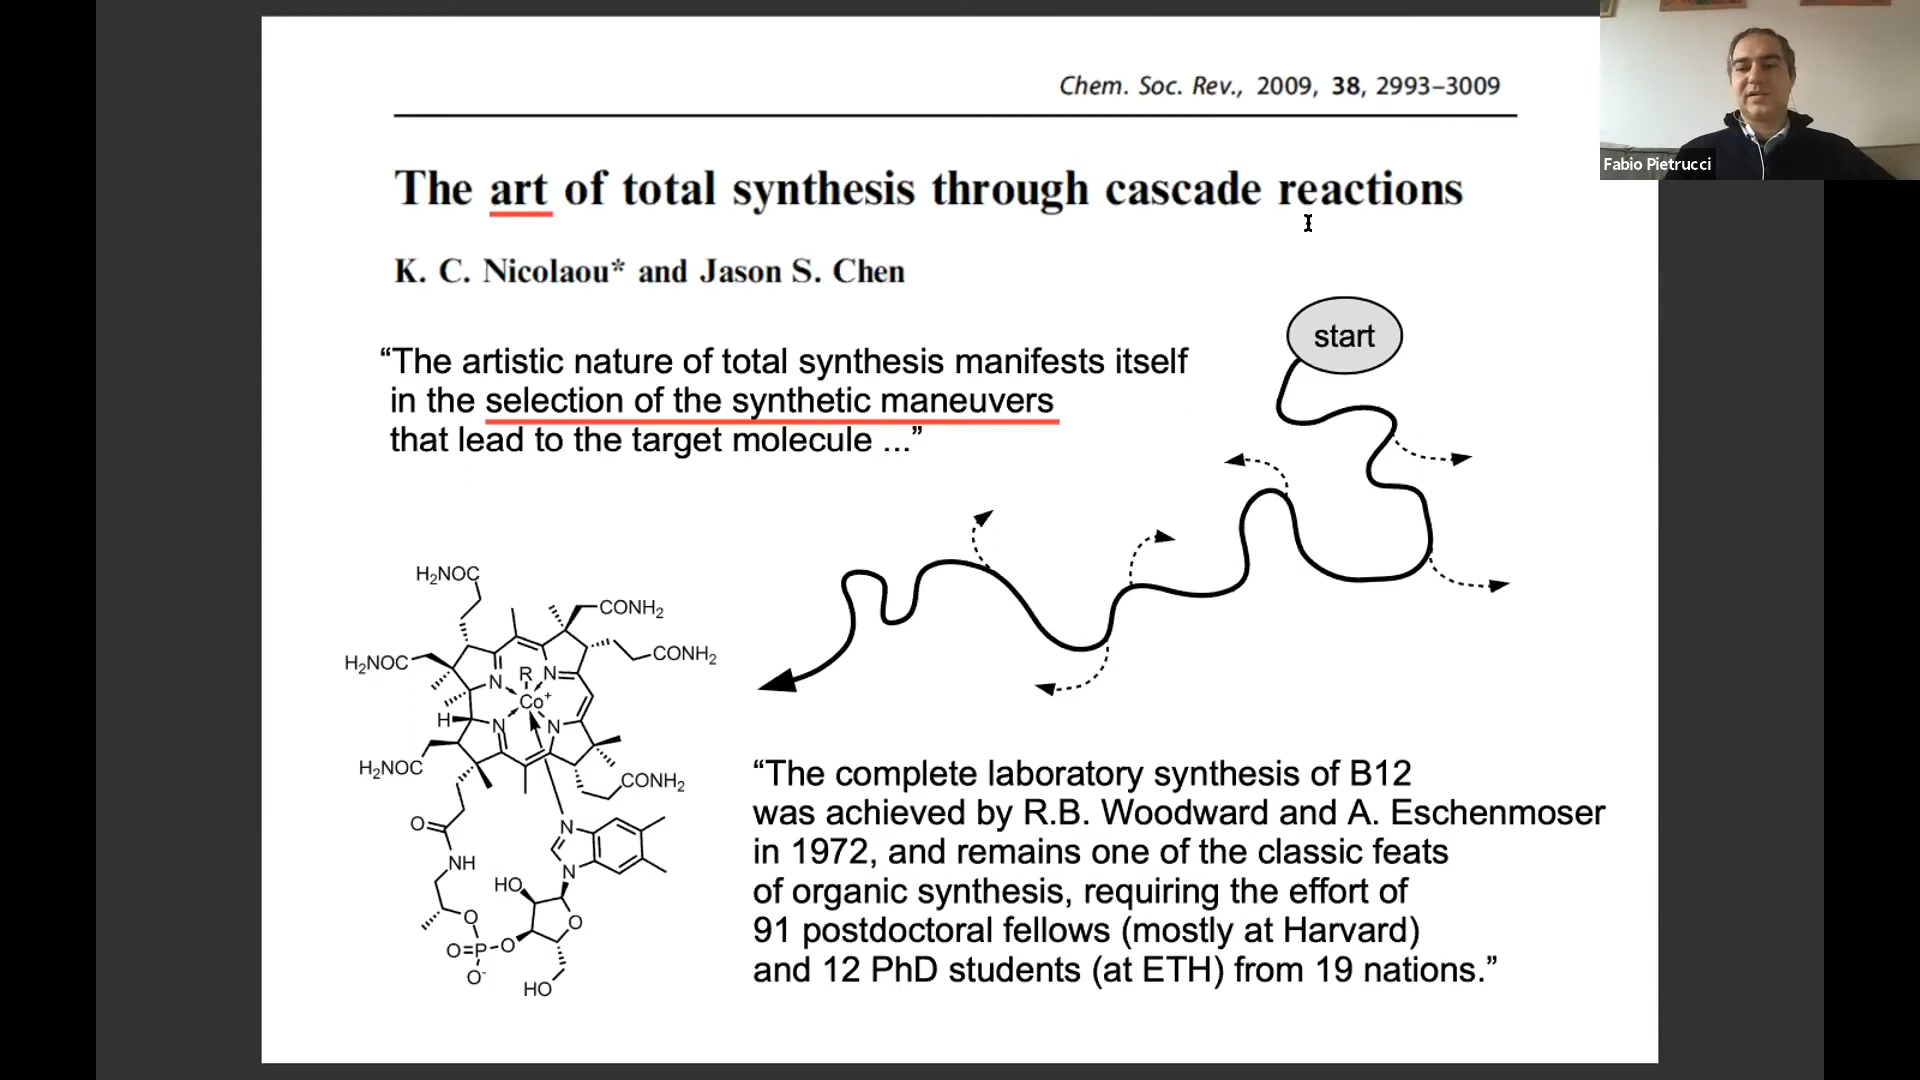 Chem. Soc. Rev., 2009, 38, 2993–3009
Fabio Pietrucci
The art of total synthesis through cascade reactions
K. C. Nicolaou* and Jason S. Chen
start
“The artistic nature of total synthesis manifests itself
in the selection of the synthetic maneuvers
that lead to the target molecule ...”
H₂NOC
CONH₂
H₂NOC
CONH₂
R
N
N
Co⁺
H
N
N
H₂NOC
CONH₂
O
N
NH
N
HO
O
O
O=P-O
O⁻
HO
“The complete laboratory synthesis of B12
was achieved by R.B. Woodward and A. Eschenmoser
in 1972, and remains one of the classic feats
of organic synthesis, requiring the effort of
91 postdoctoral fellows (mostly at Harvard)
and 12 PhD students (at ETH) from 19 nations.”